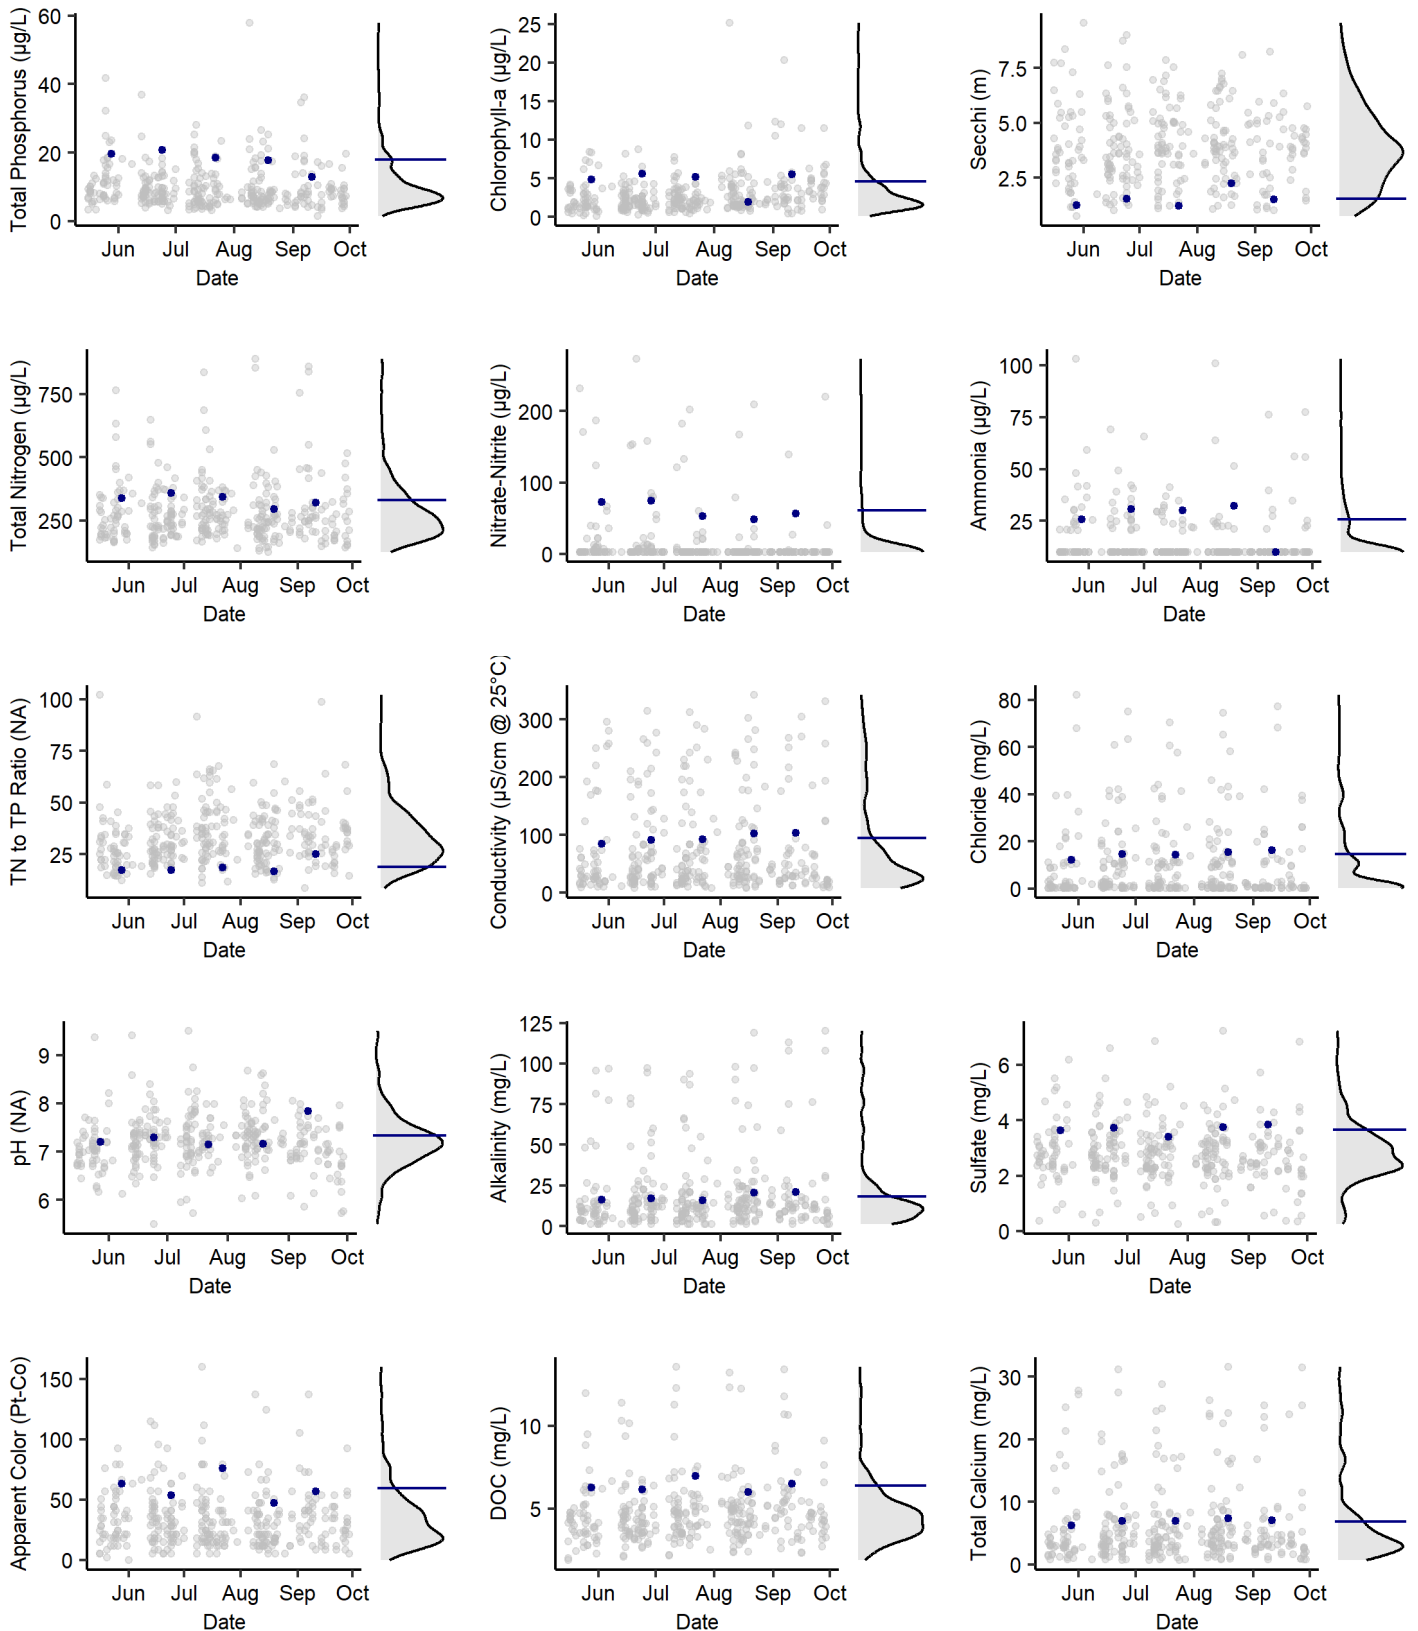 Total Phosphorus (µg/L)
60
40
20
0
Jun Jul Aug Sep Oct
Date
Chlorophyll-a (µg/L)
25
20
15
10
5
0
Jun Jul Aug Sep Oct
Date
Secchi (m)
7.5
5.0
2.5
Jun Jul Aug Sep Oct
Date
Total Nitrogen (µg/L)
750
500
250
Jun Jul Aug Sep Oct
Date
Nitrate-Nitrite (µg/L)
200
100
0
Jun Jul Aug Sep Oct
Date
Ammonia (µg/L)
100
75
50
25
Jun Jul Aug Sep Oct
Date
TN to TP Ratio (NA)
100
75
50
25
Jun Jul Aug Sep Oct
Date
Conductivity (µS/cm @ 25°C)
300
200
100
0
Jun Jul Aug Sep Oct
Date
Chloride (mg/L)
80
60
40
20
0
Jun Jul Aug Sep Oct
Date
pH (NA)
9
8
7
6
Jun Jul Aug Sep Oct
Date
Alkalinity (mg/L)
125
100
75
50
25
0
Jun Jul Aug Sep Oct
Date
Sulfate (mg/L)
6
4
2
0
Jun Jul Aug Sep Oct
Date
Apparent Color (Pt-Co)
150
100
50
0
Jun Jul Aug Sep Oct
Date
DOC (mg/L)
10
5
Jun Jul Aug Sep Oct
Date
Total Calcium (mg/L)
30
20
10
0
Jun Jul Aug Sep Oct
Date